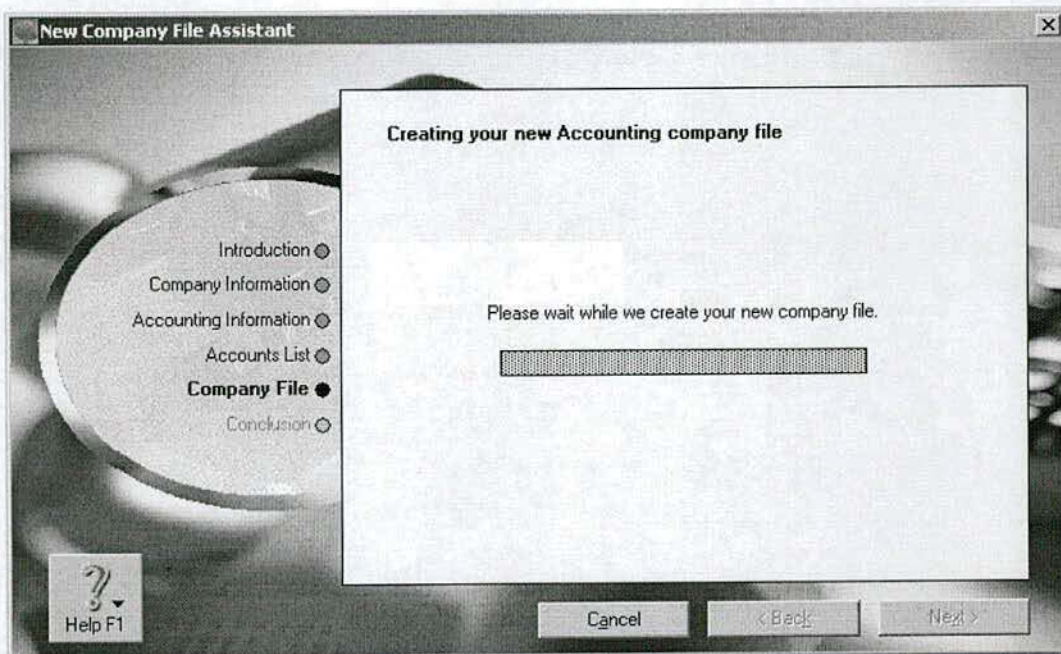 New Company File Assistant
Creating your new Accounting company file
Introduction
Company Information
Accounting Information
Accounts List
Company File
Conclusion
Please wait while we create your new company file.
?
Help F1
Cancel
< Back
Next >